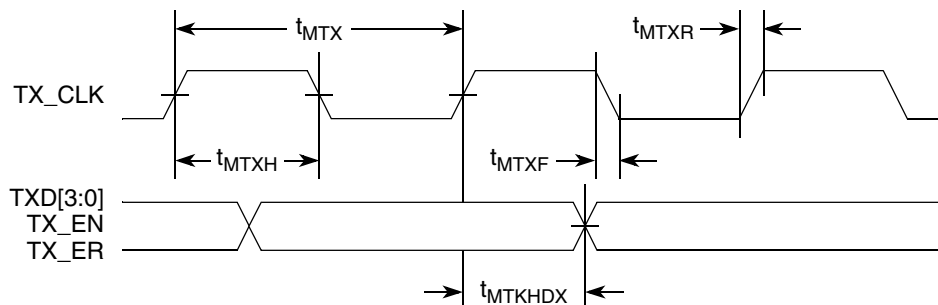 tMTX
tMTXR
TX_CLK
tMTXH
tMTXF
TXD[3:0]
TX_EN
TX_ER
tMTKHDX